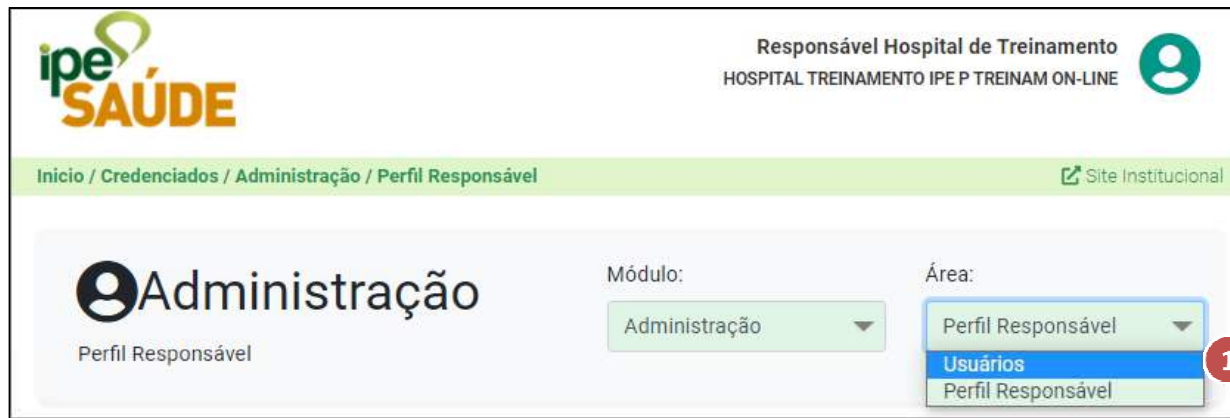 ipe
SAÚDE
Responsável Hospital de Treinamento
HOSPITAL TREINAMENTO IPE P TREINAM ON-LINE
Inicio / Credenciados / Administração / Perfil Responsável
Site Institucional
Administração
Perfil Responsável
Módulo:
Administração
Área:
Perfil Responsável
Usuários
Perfil Responsável
1